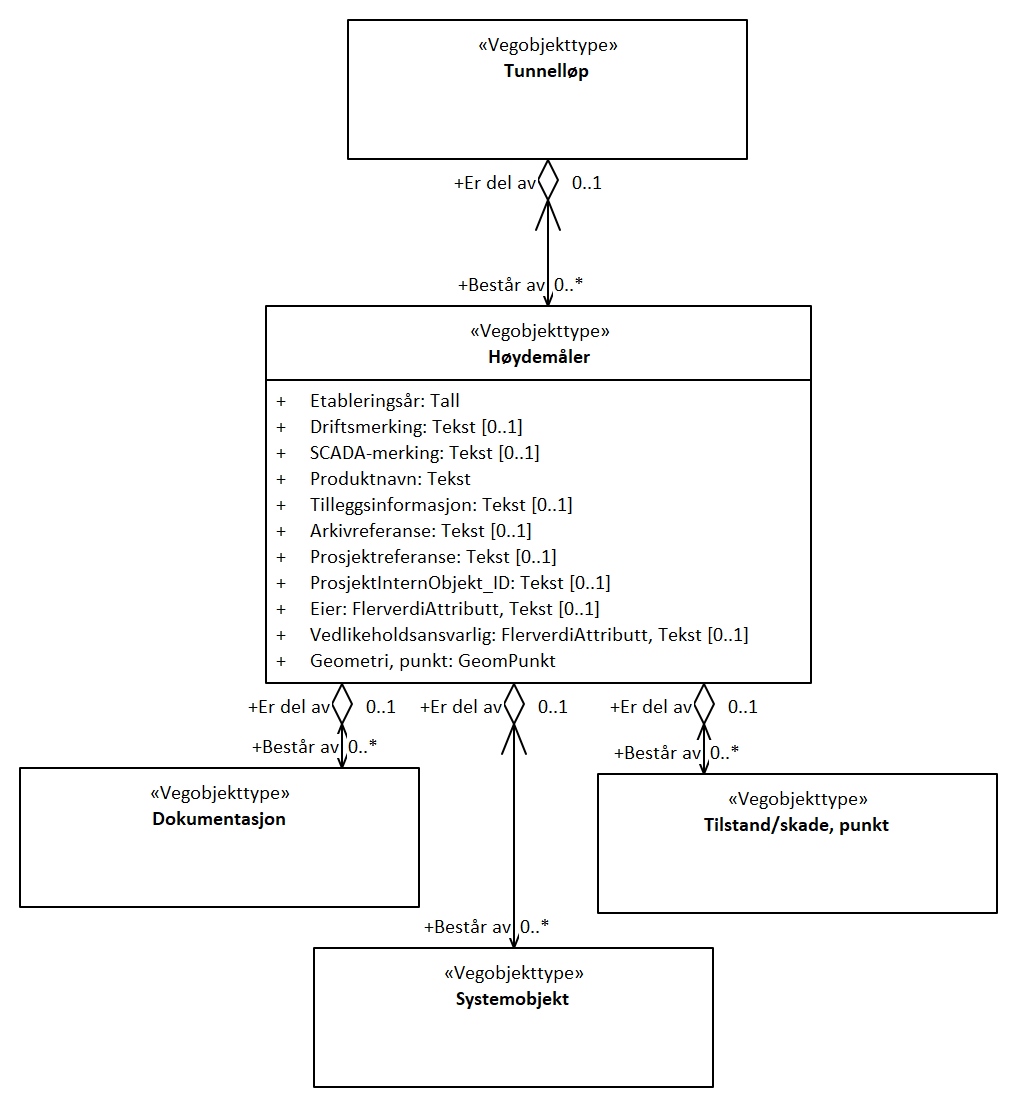 «Vegobjekttype»
Tunnelløp
+Er del av 0..1
+Består av 0..*
«Vegobjekttype»
Høydemåler
+ Etableringsår: Tall
+ Driftsmerking: Tekst [0..1]
+ SCADA-merking: Tekst [0..1]
+ Produktnavn: Tekst
+ Tilleggsinformasjon: Tekst [0..1]
+ Arkivreferanse: Tekst [0..1]
+ Prosjektreferanse: Tekst [0..1]
+ ProsjektInternObjekt_ID: Tekst [0..1]
+ Eier: FlerverdiAttributt, Tekst [0..1]
+ Vedlikeholdsansvarlig: FlerverdiAttributt, Tekst [0..1]
+ Geometri, punkt: GeomPunkt
+Er del av 0..1 +Er del av 0..1 +Er del av 0..1
+Består av 0..*
+Består av 0..*
«Vegobjekttype»
Dokumentasjon
«Vegobjekttype»
Tilstand/skade, punkt
+Består av 0..*
«Vegobjekttype»
Systemobjekt